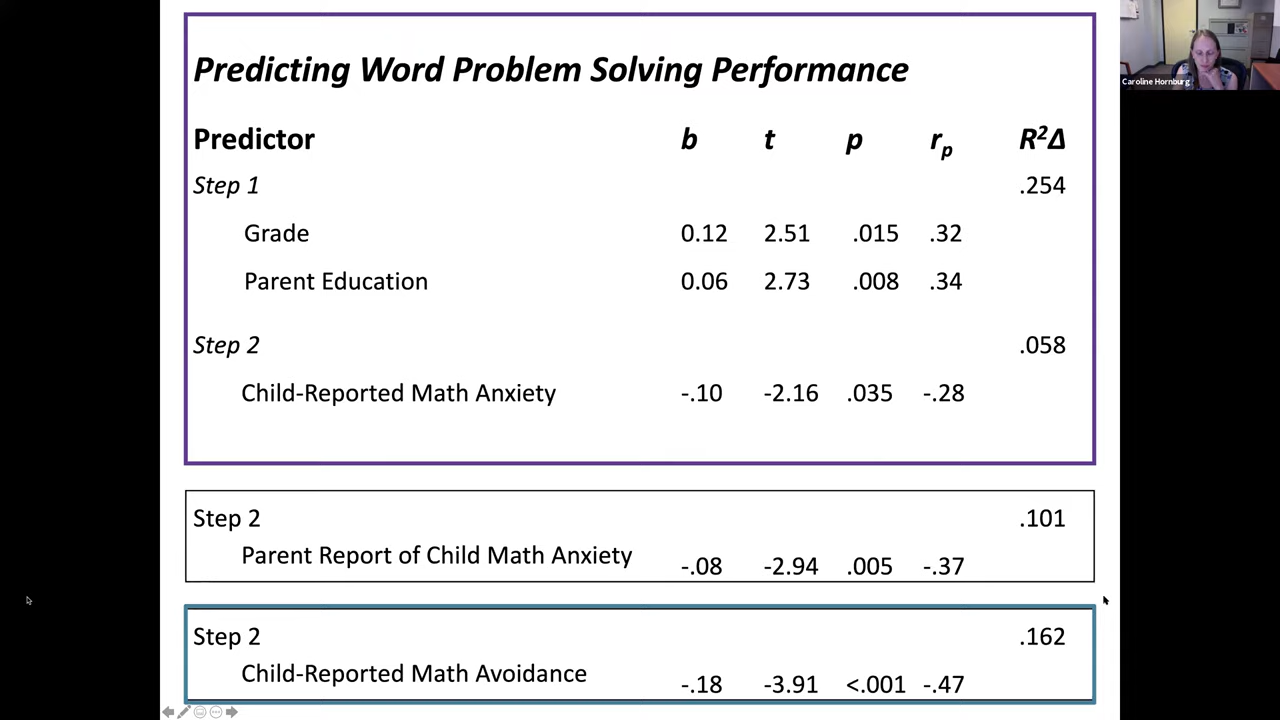 Predicting Word Problem Solving Performance
Predictor b t p rp R²Δ
Step 1 .254
Grade 0.12 2.51 .015 .32
Parent Education 0.06 2.73 .008 .34
Step 2 .058
Child-Reported Math Anxiety -.10 -2.16 .035 -.28
Step 2 .101
Parent Report of Child Math Anxiety -.08 -2.94 .005 -.37
Step 2 .162
Child-Reported Math Avoidance -.18 -3.91 <.001 -.47
Caroline Hornburg